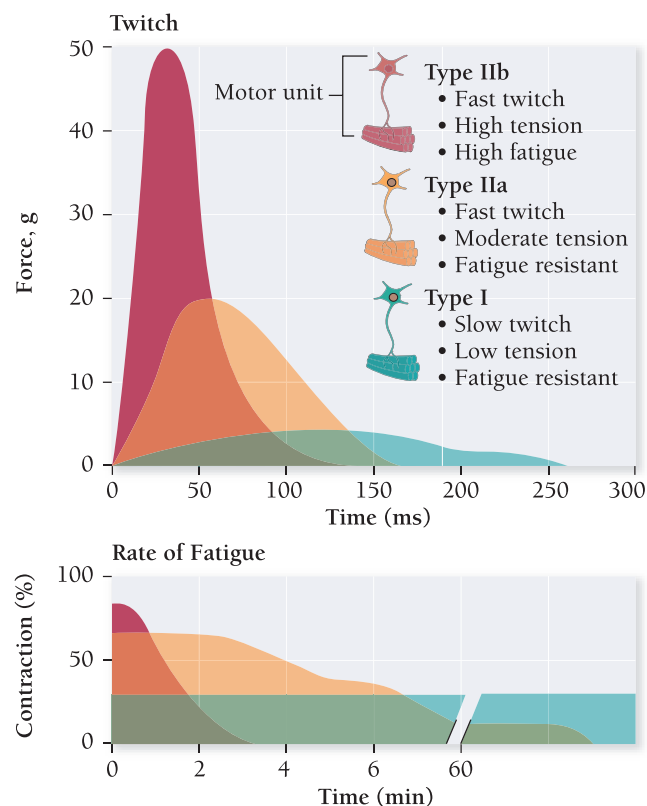 Twitch
50
40
30
20
10
0
Force, g
Motor unit
Type IIb
• Fast twitch
• High tension
• High fatigue
Type IIa
• Fast twitch
• Moderate tension
• Fatigue resistant
Type I
• Slow twitch
• Low tension
• Fatigue resistant
0 50 100 150 200 250 300
Time (ms)
Rate of Fatigue
100
50
0
Contraction (%)
0 2 4 6 60
Time (min)